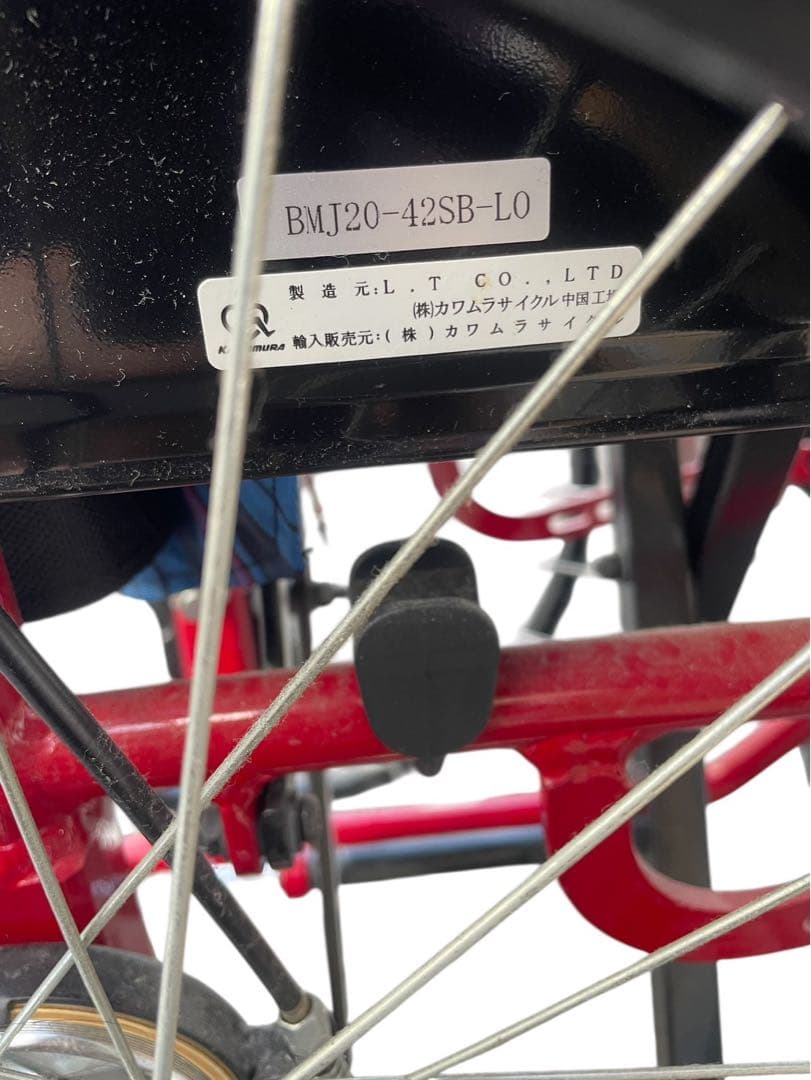 BMJ20-42SB-LO
製造元:L.T CO.,LTD
(株)カワムラサイクル中国工場
KAWAMURA 輸入販売元:(株)カワムラサイクル